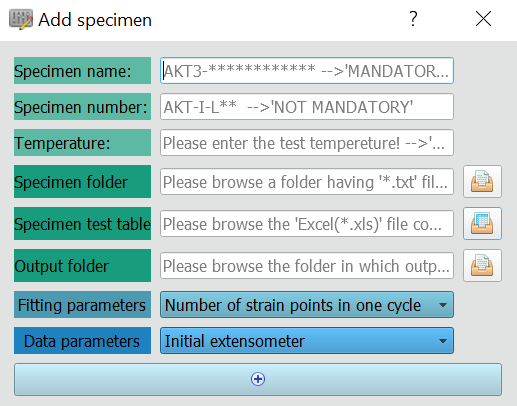 Add specimen
Specimen name: AKT3-************ -->'MANDATOR...
Specimen number: AKT-I-L** -->'NOT MANDATORY'
Temperature: Please enter the test tempereture! -->'...
Specimen folder Please browse a folder having '*.txt' fil...
Specimen test table Please browse the 'Excel(*.xls)' file co...
Output folder Please browse the folder in which outp...
Fitting parameters Number of strain points in one cycle
Data parameters Initial extensometer